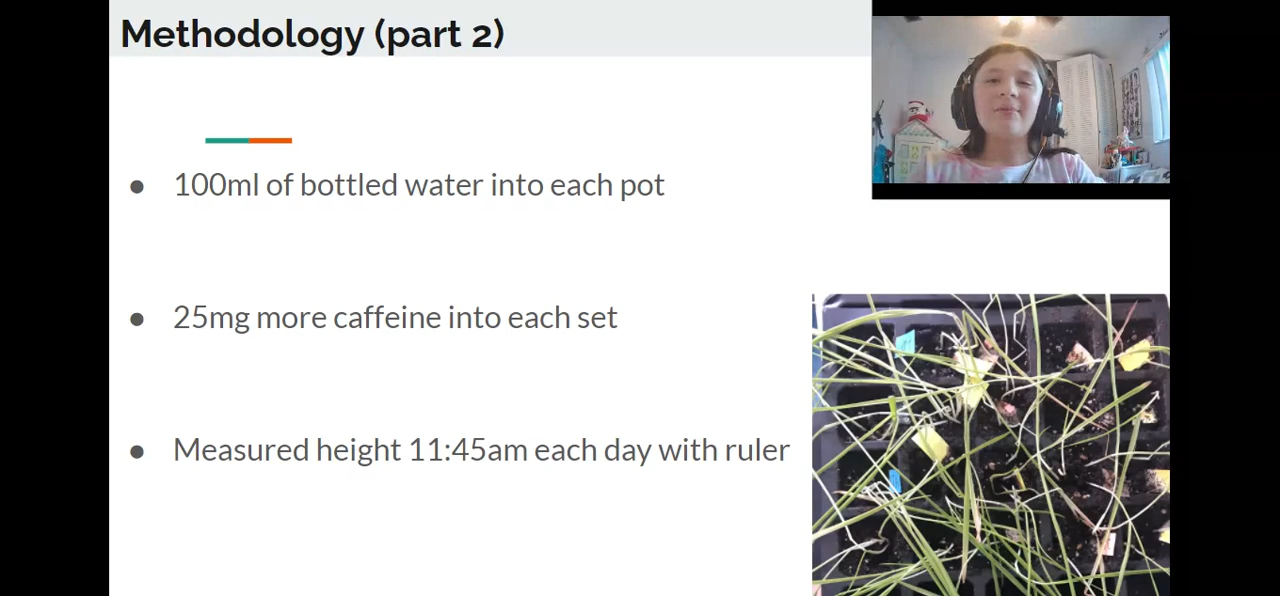 Methodology (part 2)
● 100ml of bottled water into each pot
● 25mg more caffeine into each set
● Measured height 11:45am each day with ruler